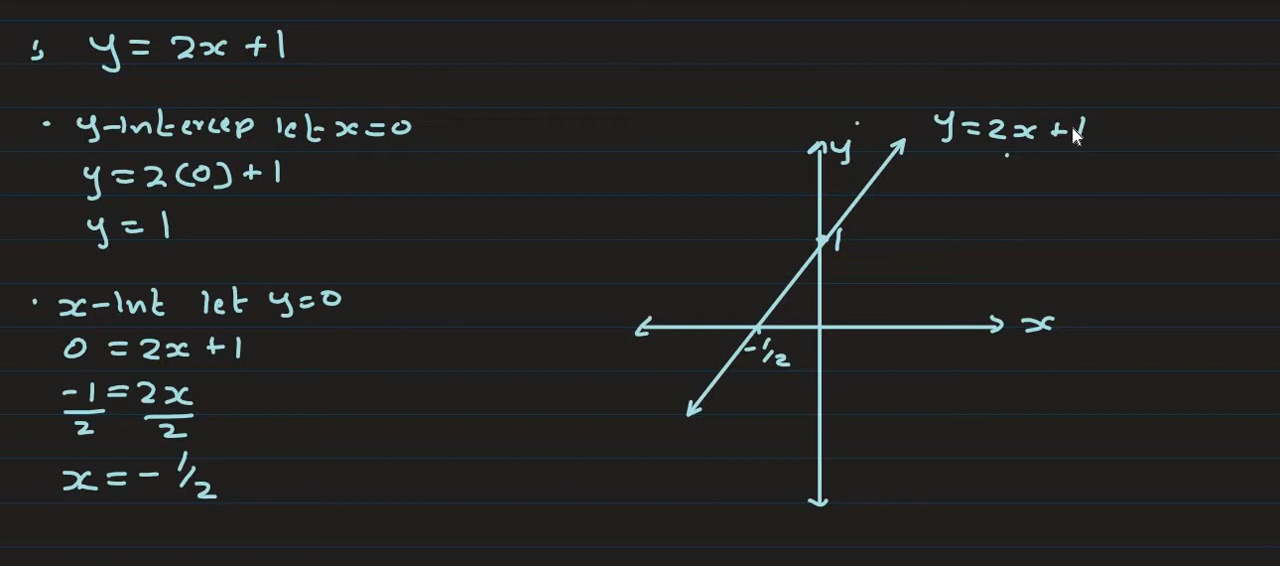 y = 2x + 1
• y-intercep let x = 0
y = 2(0) + 1
y = 1
• x-int let y = 0
0 = 2x + 1
-1/2 = 2x/2
x = - 1/2
y = 2x + 1
y
1
x
- 1/2